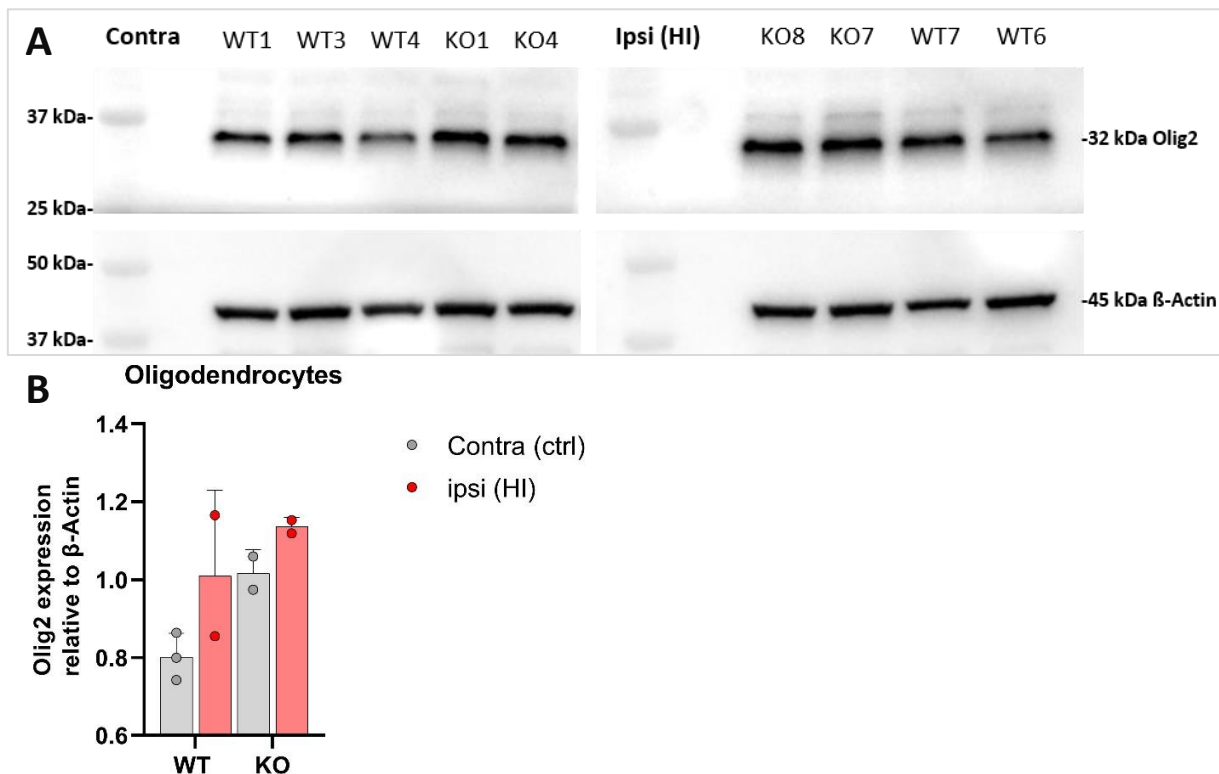 A
Contra WT1 WT3 WT4 KO1 KO4 Ipsi (HI) KO8 KO7 WT7 WT6
37 kDa-
-32 kDa Olig2
25 kDa-
50 kDa-
-45 kDa ß-Actin
37 kDa-
B
Oligodendrocytes
Olig2 expression
relative to β-Actin
1.4
1.2
1.0
0.8
0.6
WT KO
Contra (ctrl)
ipsi (HI)